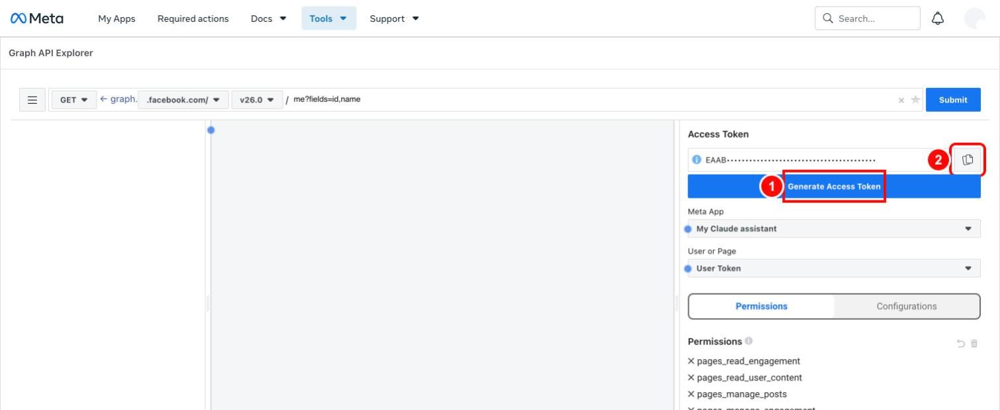 Meta My Apps Required actions Docs Tools Support Search...
Graph API Explorer
GET ← graph. .facebook.com/ v26.0 / me?fields=id,name × Submit
Access Token
EAAB•••••••••••••••••••••••••••••••••••••••• 2
1 Generate Access Token
Meta App
My Claude assistant
User or Page
User Token
Permissions Configurations
Permissions
× pages_read_engagement
× pages_read_user_content
× pages_manage_posts
× pages_manage_engagement